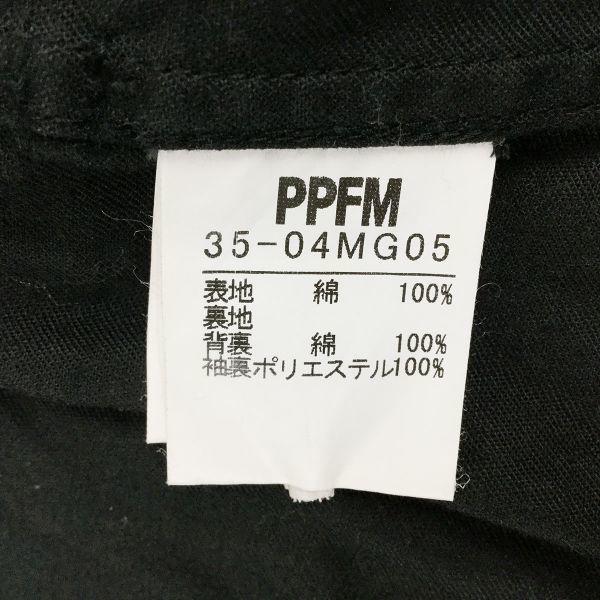 PPFM
35-04MG05
表地 綿 100%
裏地
背裏 綿 100%
袖裏ポリエステル100%